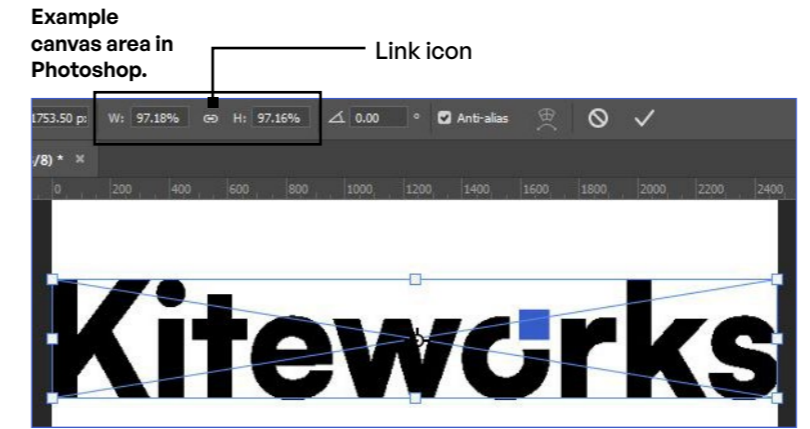 Example
canvas area in
Photoshop.
Link icon
1753.50 p:
W: 97.18%
H: 97.16%
0.00 °
Anti-alias
/8) * ×
0 200 400 600 800 1000 1200 1400 1600 1800 2000 2200 2400
Kiteworks